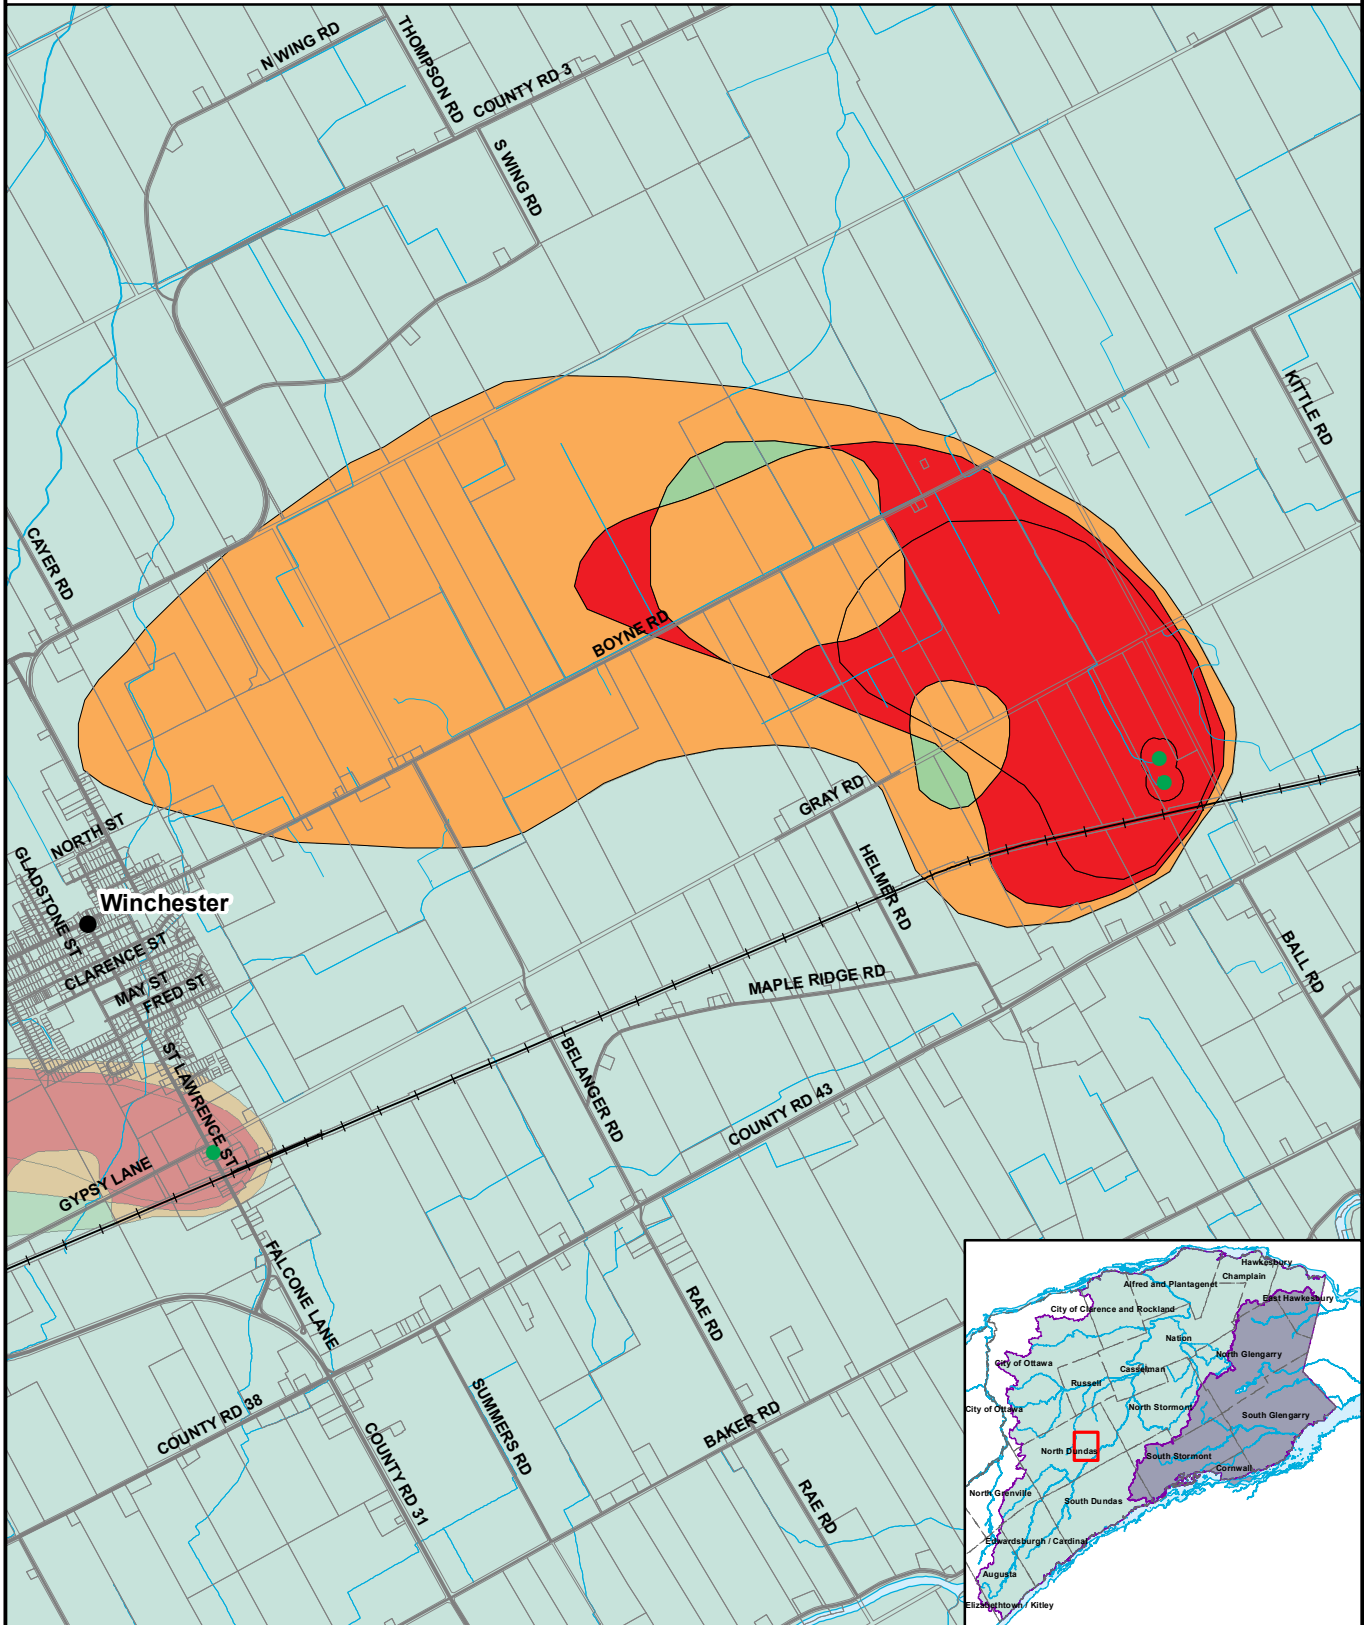 N WING RD
THOMPSON RD
COUNTY RD 3
S WING RD
KITTLE RD
CAYER RD
BOYNE RD
NORTH ST
GRAY RD
GLADSTONE ST
HELMER RD
Winchester
CLARENCE ST
MAY ST
FRED ST
BALL RD
MAPLE RIDGE RD
ST LAWRENCE ST
BELANGER RD
COUNTY RD 43
GYPSY LANE
FALCONE LANE
RAE RD
SUMMERS RD
BAKER RD
COUNTY RD 38
COUNTY RD 31
RAE RD
Hawkesbury
Champlain
Alfred and Plantagenet
East Hawkesbury
City of Clarence and Rockland
Nation
North Glengarry
City of Ottawa
Casselman
Russell
City of Ottawa
North Stormont
South Glengarry
North Dundas
South Stormont
Cornwall
North Grenville
South Dundas
Edwardsburgh / Cardinal
Augusta
Elizabethtown / Kitley